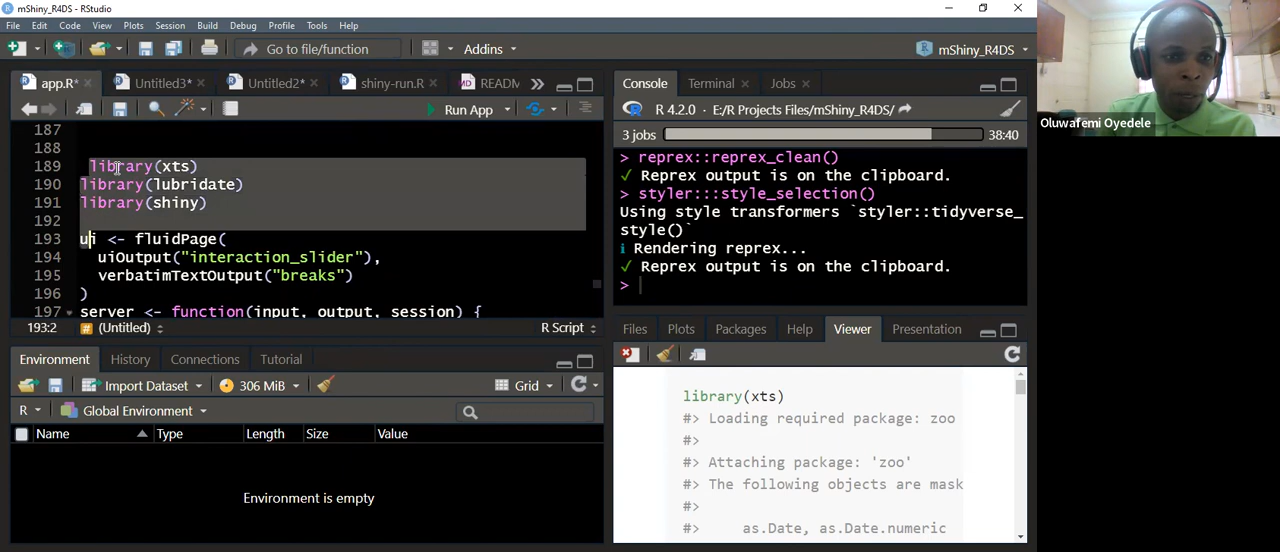 mShiny_R4DS - RStudio
File Edit Code View Plots Session Build Debug Profile Tools Help
Go to file/function
Addins
mShiny_R4DS
app.R*
Untitled3*
Untitled2*
shiny-run.R
READM
Run App
187
188
189 library(xts)
190 library(lubridate)
191 library(shiny)
192
193 ui <- fluidPage(
194 uiOutput("interaction_slider"),
195 verbatimTextOutput("breaks")
196 )
197 server <- function(input, output, session) {
193:2 (Untitled) R Script
Environment History Connections Tutorial
Import Dataset 306 MiB Grid
R Global Environment
Name Type Length Size Value
Environment is empty
Console Terminal Jobs
R 4.2.0 · E:/R Projects Files/mShiny_R4DS/
3 jobs 38:40
> reprex::reprex_clean()
✓ Reprex output is on the clipboard.
> styler:::style_selection()
Using style transformers `styler::tidyverse_
style()`
i Rendering reprex...
✓ Reprex output is on the clipboard.
>
Files Plots Packages Help Viewer Presentation
library(xts)
#> Loading required package: zoo
#>
#> Attaching package: 'zoo'
#> The following objects are mask
#>
#> as.Date, as.Date.numeric
Oluwafemi Oyedele